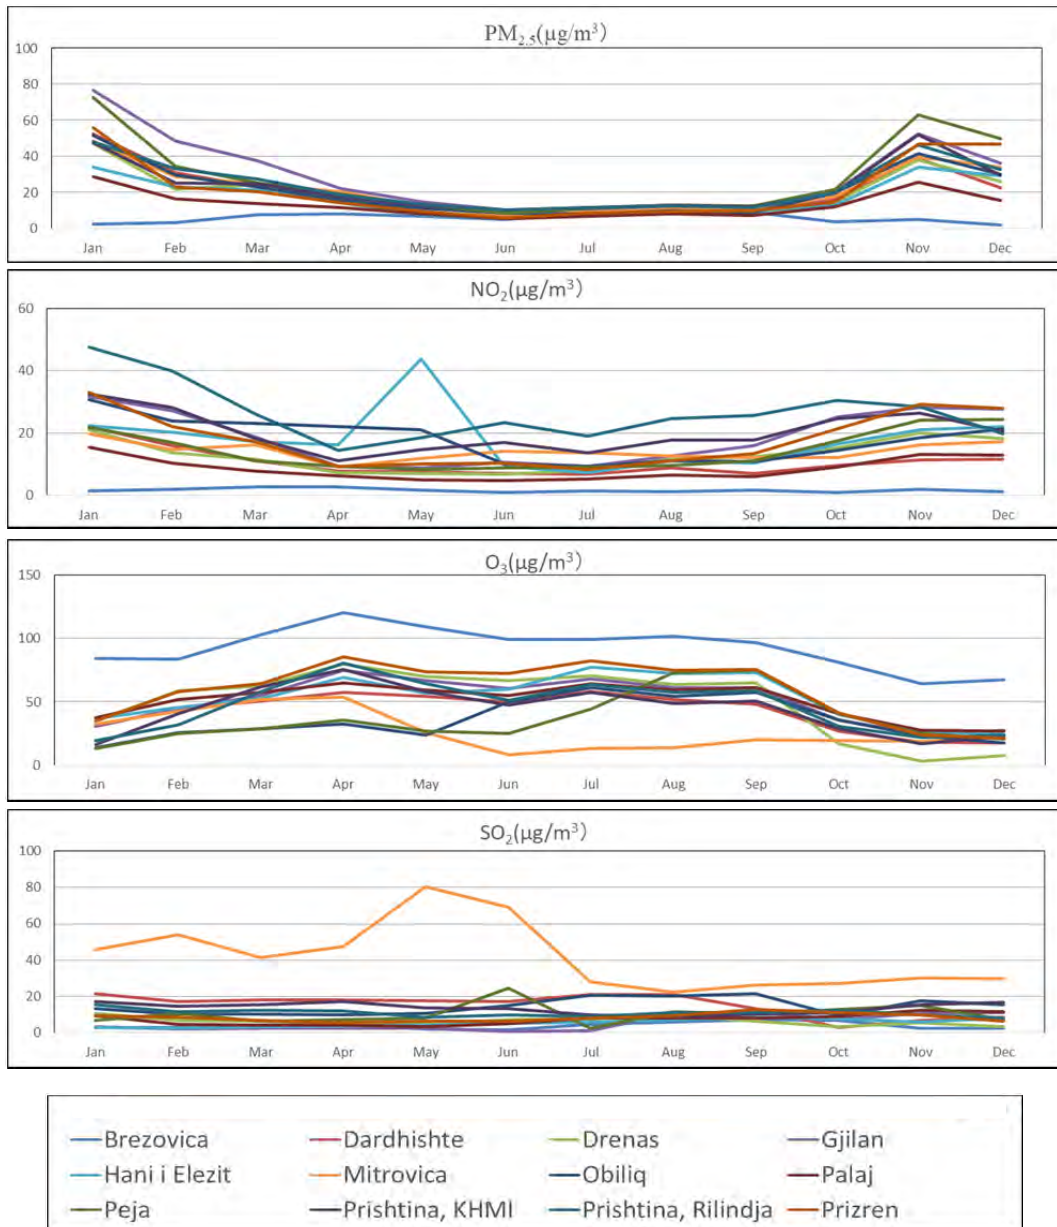 PM2.5(µg/m³)
100
80
60
40
20
0
Jan Feb Mar Apr May Jun Jul Aug Sep Oct Nov Dec
NO2(µg/m³)
60
40
20
0
Jan Feb Mar Apr May Jun Jul Aug Sep Oct Nov Dec
O3(µg/m³)
150
100
50
0
Jan Feb Mar Apr May Jun Jul Aug Sep Oct Nov Dec
SO2(µg/m³)
100
80
60
40
20
0
Jan Feb Mar Apr May Jun Jul Aug Sep Oct Nov Dec
Brezovica Dardhishte Drenas Gjilan
Hani i Elezit Mitrovica Obiliq Palaj
Peja Prishtina, KHMI Prishtina, Rilindja Prizren